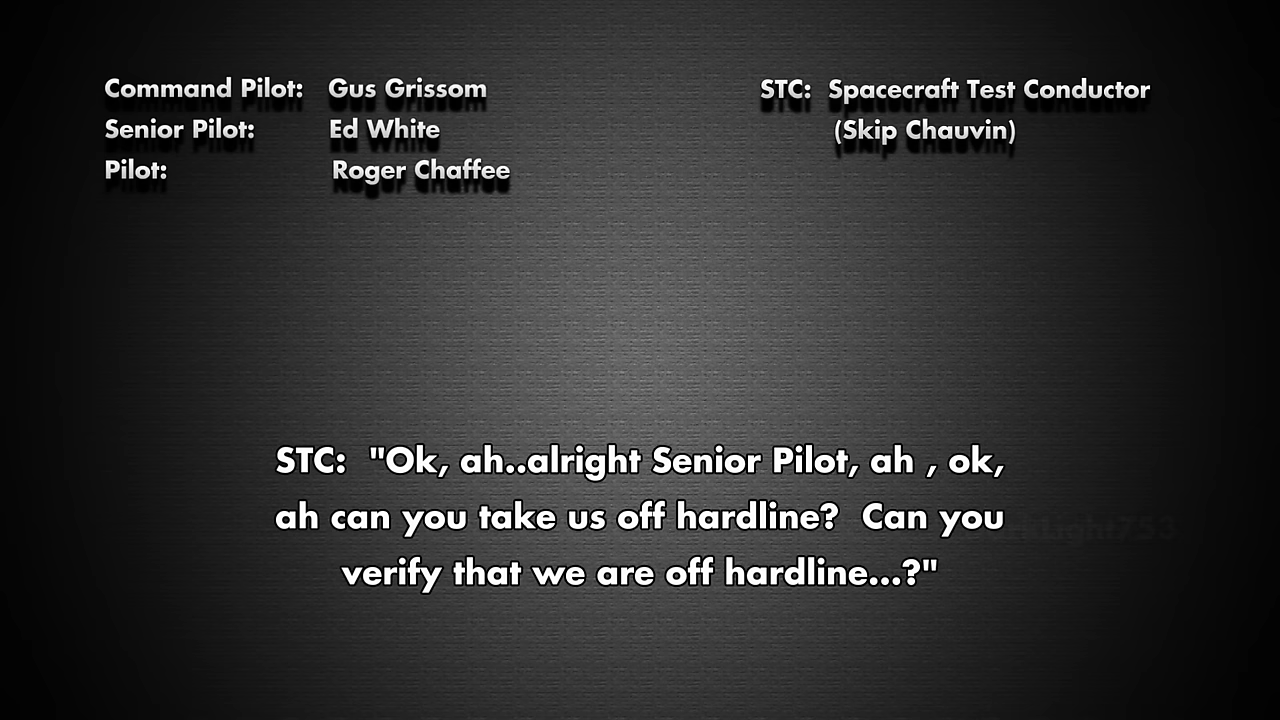 Command Pilot: Gus Grissom
Senior Pilot: Ed White
Pilot: Roger Chaffee
STC: Spacecraft Test Conductor
(Skip Chauvin)
STC: "Ok, ah..alright Senior Pilot, ah , ok,
ah can you take us off hardline? Can you
verify that we are off hardline...?"